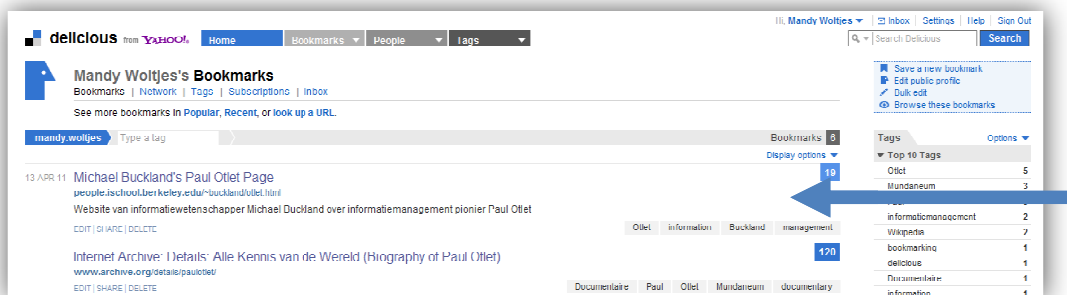 Hi, Mandy Woltjes Inbox Settings Help Sign Out
delicious from YAHOO! Home Bookmarks People Tags Search Delicious Search
Mandy Woltjes's Bookmarks
Bookmarks | Network | Tags | Subscriptions | Inbox
See more bookmarks in Popular, Recent, or look up a URL.
Save a new bookmark
Edit public profile
Bulk edit
Browse these bookmarks
mandy.woltjes Type a tag Bookmarks 6
Display options
13 APR 11 Michael Buckland's Paul Otlet Page 19
people.ischool.berkeley.edu/~buckland/otlet.html
Website van informatiewetenschapper Michael Buckland over informatiemanagement pionier Paul Otlet
Otlet information Buckland management
EDIT | SHARE | DELETE
Internet Archive: Details: Alle Kennis van de Wereld (Biography of Paul Otlet) 120
www.archive.org/details/paulotlet/
Documentaire Paul Otlet Mundaneum documentary
EDIT | SHARE | DELETE
Tags Options
Top 10 Tags
Otlet 5
Mundaneum 3
informatiemanagement 2
Wikipedia 2
bookmarking 1
delicious 1
Documentaire 1
information 1